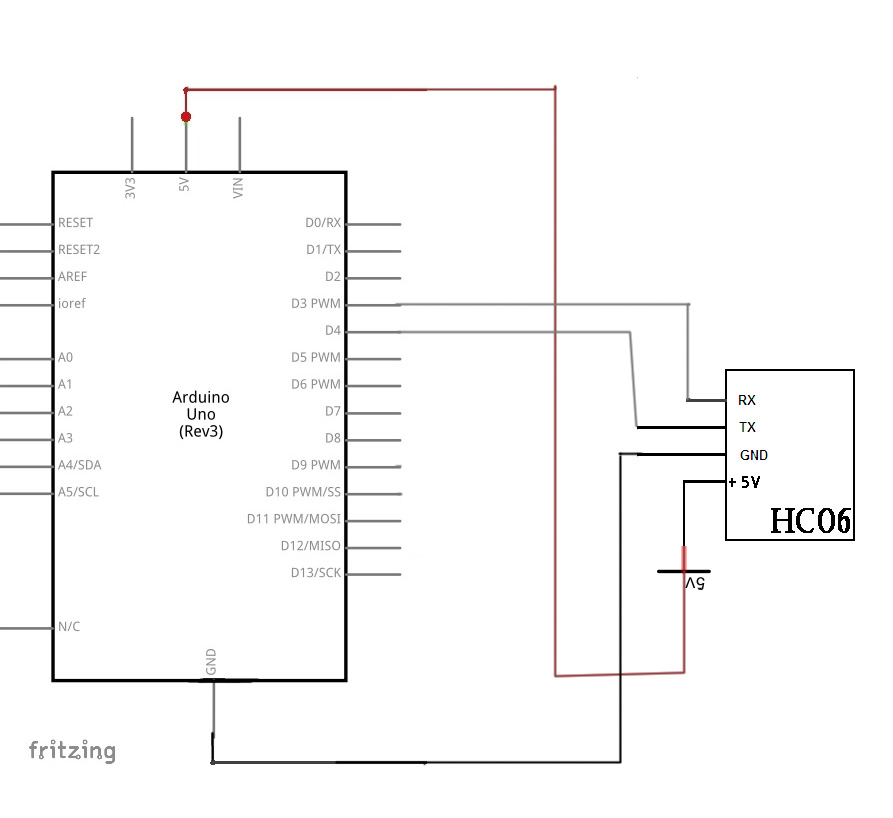 3V3
5V
VIN
RESET
RESET2
AREF
ioref
A0
A1
A2
A3
A4/SDA
A5/SCL
N/C
Arduino
Uno
(Rev3)
D0/RX
D1/TX
D2
D3 PWM
D4
D5 PWM
D6 PWM
D7
D8
D9 PWM
D10 PWM/SS
D11 PWM/MOSI
D12/MISO
D13/SCK
GND
RX
TX
GND
+ 5V
HC06
5V
fritzing